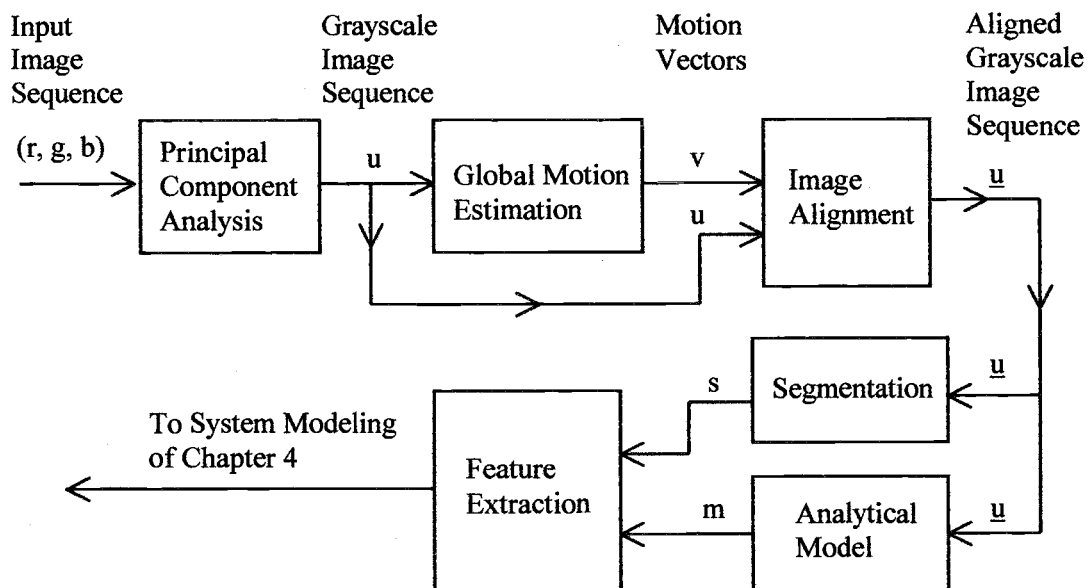 Input
Image
Sequence
Grayscale
Image
Sequence
Motion
Vectors
Aligned
Grayscale
Image
Sequence
(r, g, b)
Principal
Component
Analysis
u
Global Motion
Estimation
v
u
Image
Alignment
u
Segmentation
u
s
To System Modeling
of Chapter 4
Feature
Extraction
m
Analytical
Model
u